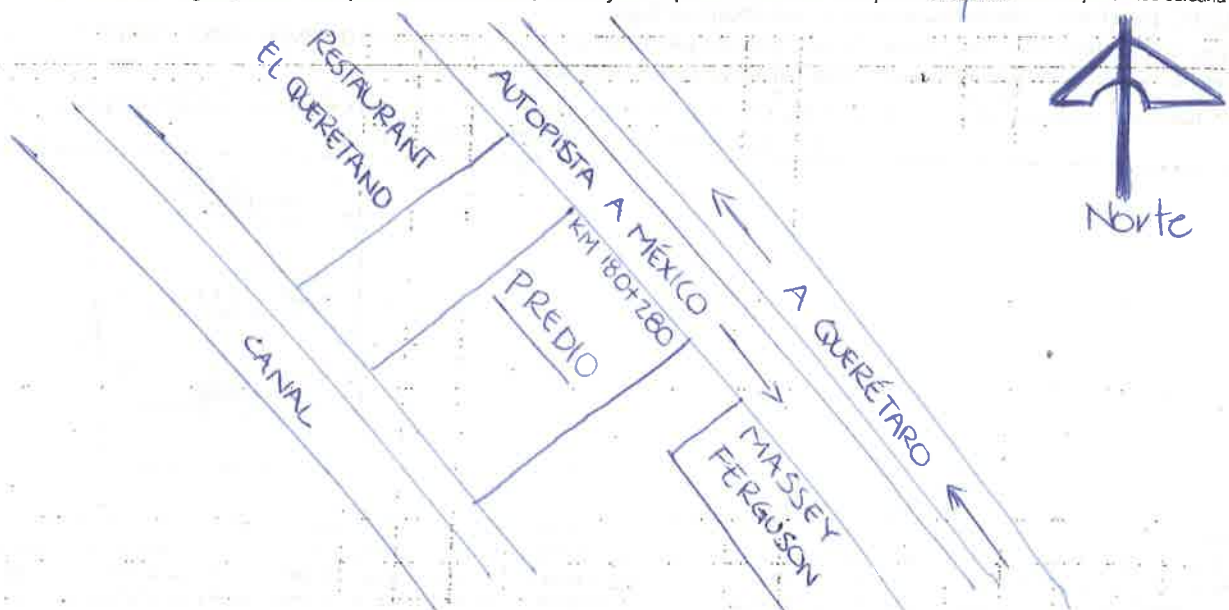 RESTAURANT
EL QUERETANO
AUTOPISTA A MÉXICO
KM 180+280
PREDIO
A QUERÉTARO
CANAL
MASSEY
FERGUSON
Norte